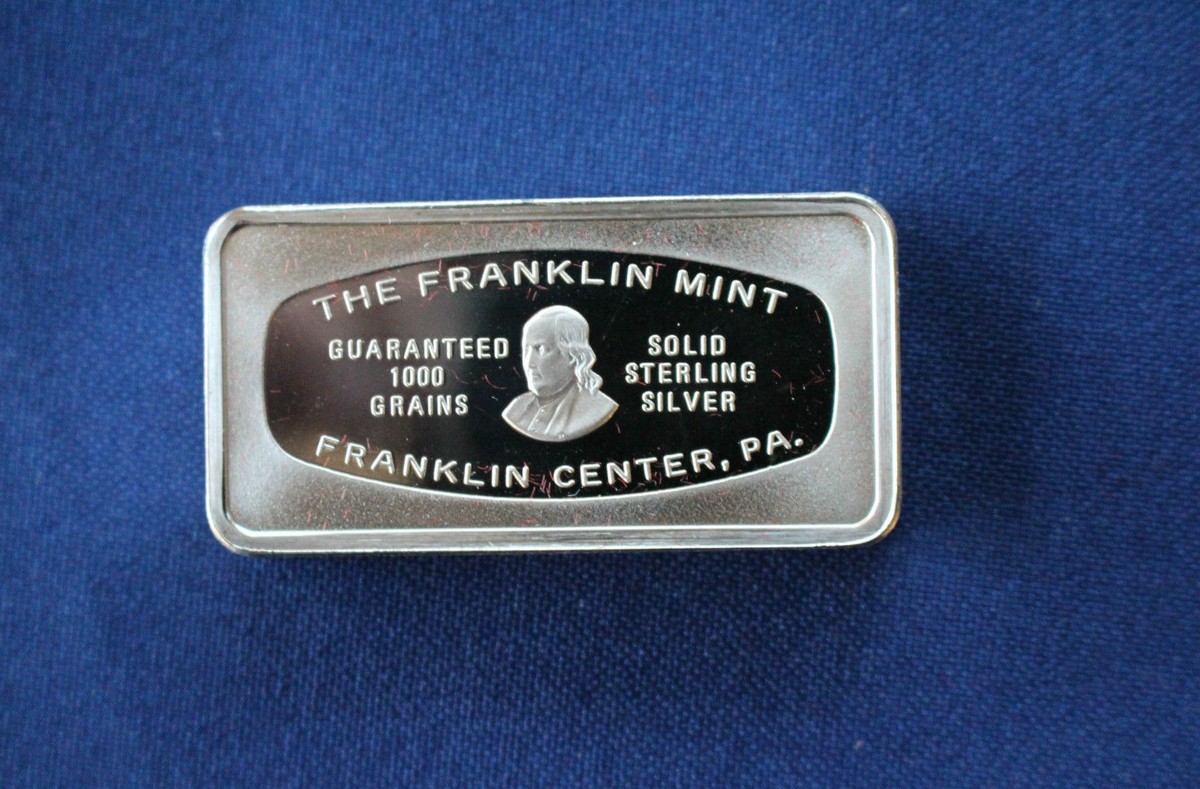 THE FRANKLIN MINT
GUARANTEED
1000
GRAINS
SOLID
STERLING
SILVER
FRANKLIN CENTER, PA.